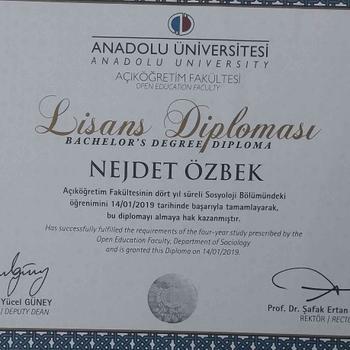 ANADOLU ÜNİVERSİTESİ
ANADOLU UNIVERSITY
AÇIKÖĞRETİM FAKÜLTESİ
OPEN EDUCATION FACULTY
Lisans Diploması
BACHELOR'S DEGREE DIPLOMA
NEJDET ÖZBEK
Açıköğretim Fakültesinin dört yıl süreli Sosyoloji Bölümündeki
öğrenimini 14/01/2019 tarihinde başarıyla tamamlayarak,
bu diplomayı almaya hak kazanmıştır.
Has successfully fulfilled the requirements of the four-year study prescribed by the
Open Education Faculty, Department of Sociology
and is granted this Diploma on 14/01/2019.
Yücel GÜNEY
/ DEPUTY DEAN
Prof. Dr. Şafak Ertan
REKTÖR /